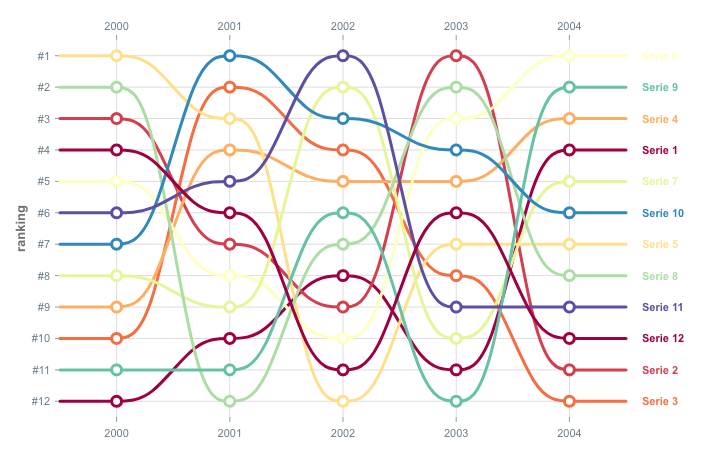 2000 2001 2002 2003 2004
#1 Serie 6
#2 Serie 9
#3 Serie 4
#4 Serie 1
#5 Serie 7
#6 Serie 10
#7 Serie 5
#8 Serie 8
#9 Serie 11
#10 Serie 12
#11 Serie 2
#12 Serie 3
ranking
2000 2001 2002 2003 2004